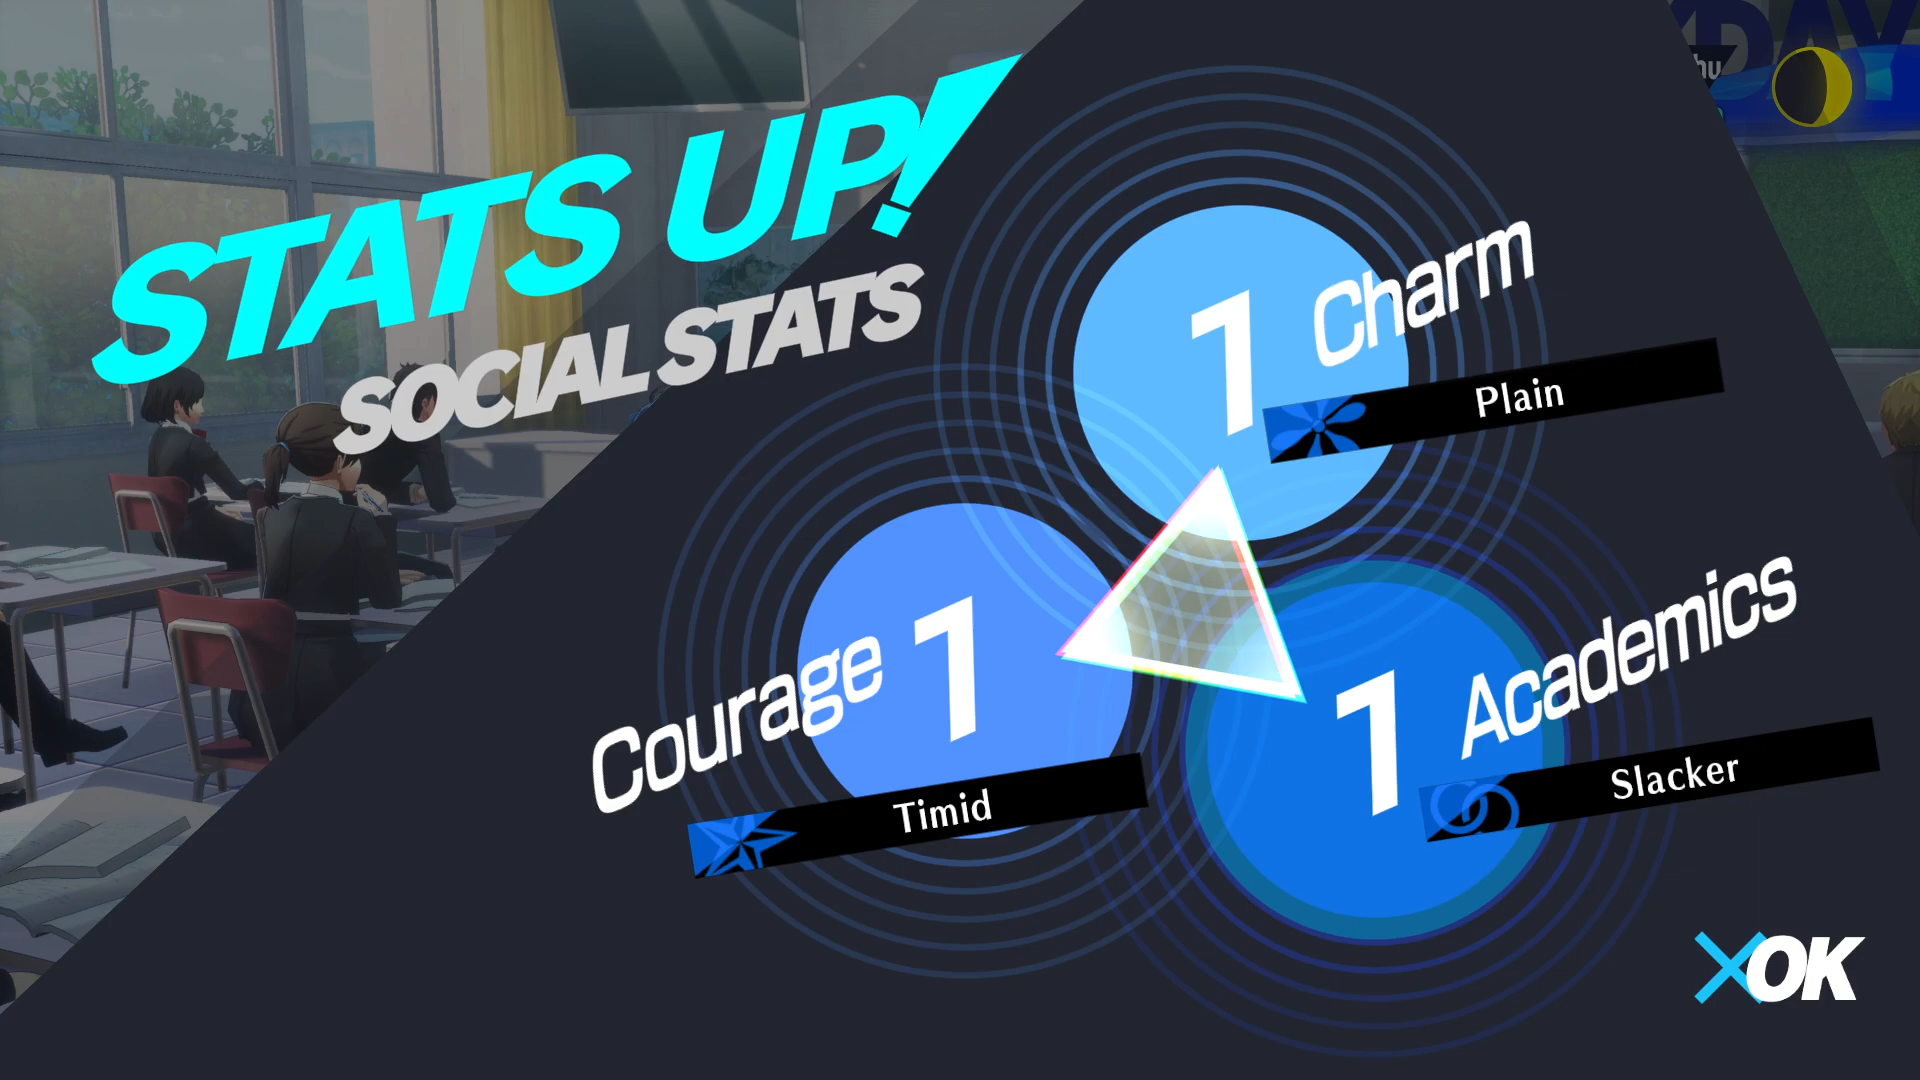 STATS UP!
SOCIAL STATS
1 Charm
Plain
Courage 1
Timid
1 Academics
Slacker
OK